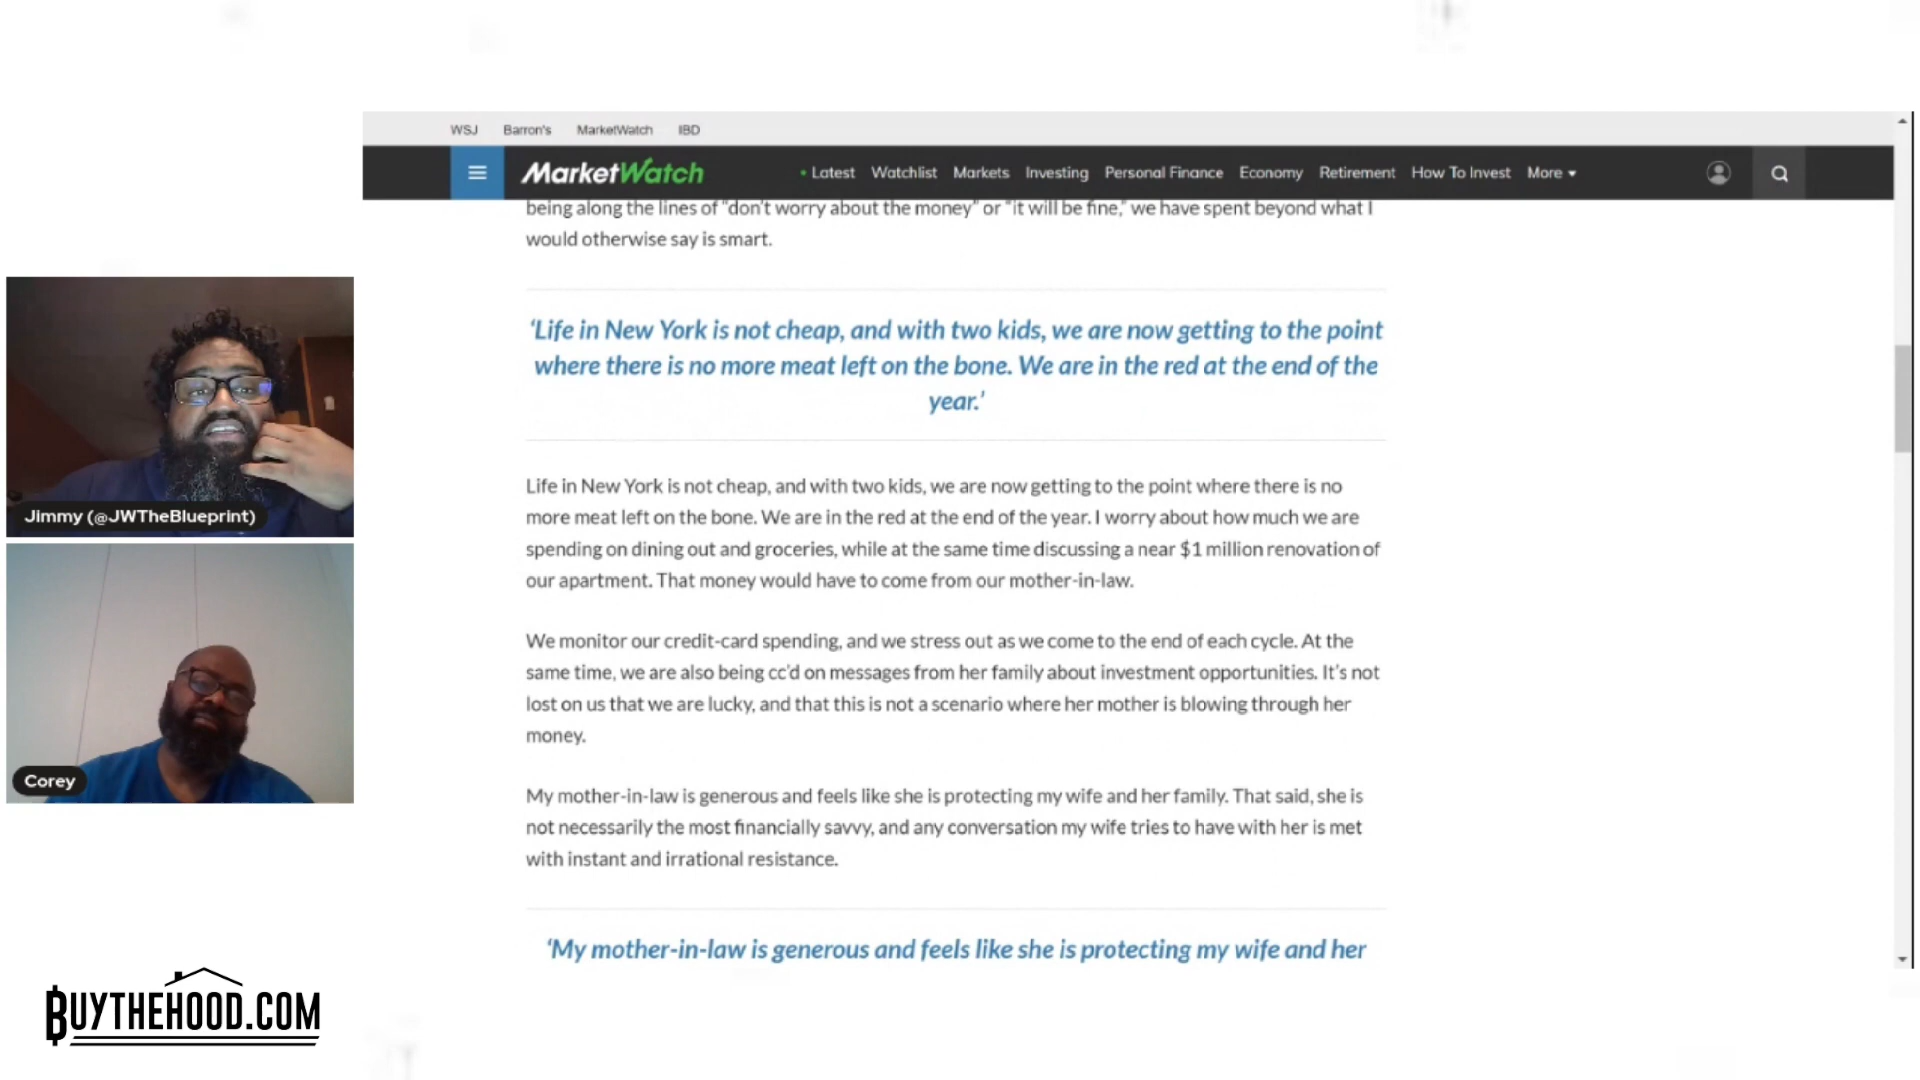 WSJ Barron's MarketWatch IBD
MarketWatch
• Latest Watchlist Markets Investing Personal Finance Economy Retirement How To Invest More
being along the lines of “don’t worry about the money” or “it will be fine,” we have spent beyond what I
would otherwise say is smart.
‘Life in New York is not cheap, and with two kids, we are now getting to the point
where there is no more meat left on the bone. We are in the red at the end of the
year.’
Life in New York is not cheap, and with two kids, we are now getting to the point where there is no
more meat left on the bone. We are in the red at the end of the year. I worry about how much we are
spending on dining out and groceries, while at the same time discussing a near $1 million renovation of
our apartment. That money would have to come from our mother-in-law.
We monitor our credit-card spending, and we stress out as we come to the end of each cycle. At the
same time, we are also being cc’d on messages from her family about investment opportunities. It’s not
lost on us that we are lucky, and that this is not a scenario where her mother is blowing through her
money.
My mother-in-law is generous and feels like she is protecting my wife and her family. That said, she is
not necessarily the most financially savvy, and any conversation my wife tries to have with her is met
with instant and irrational resistance.
‘My mother-in-law is generous and feels like she is protecting my wife and her
Jimmy (@JWTheBlueprint)
Corey
BUYTHEHOOD.COM